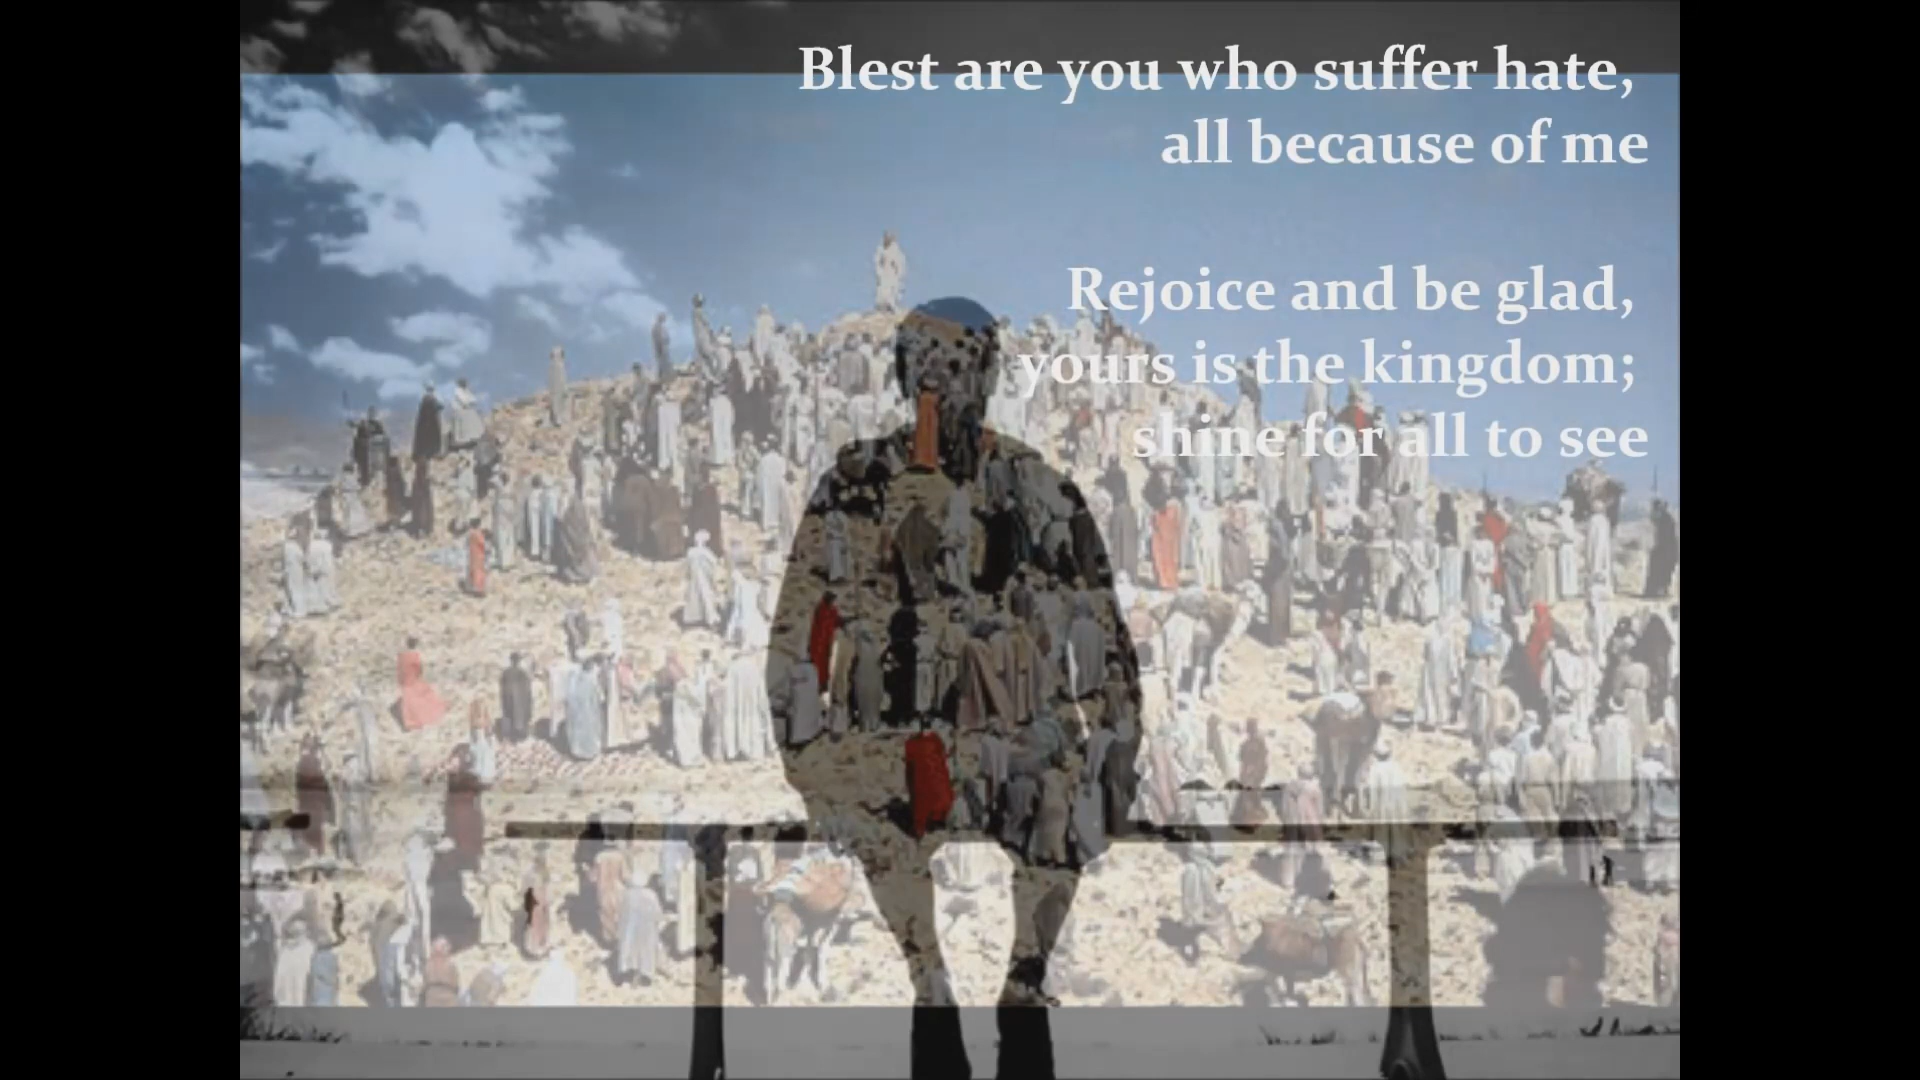 Blest are you who suffer hate,
all because of me
Rejoice and be glad,
yours is the kingdom;
shine for all to see